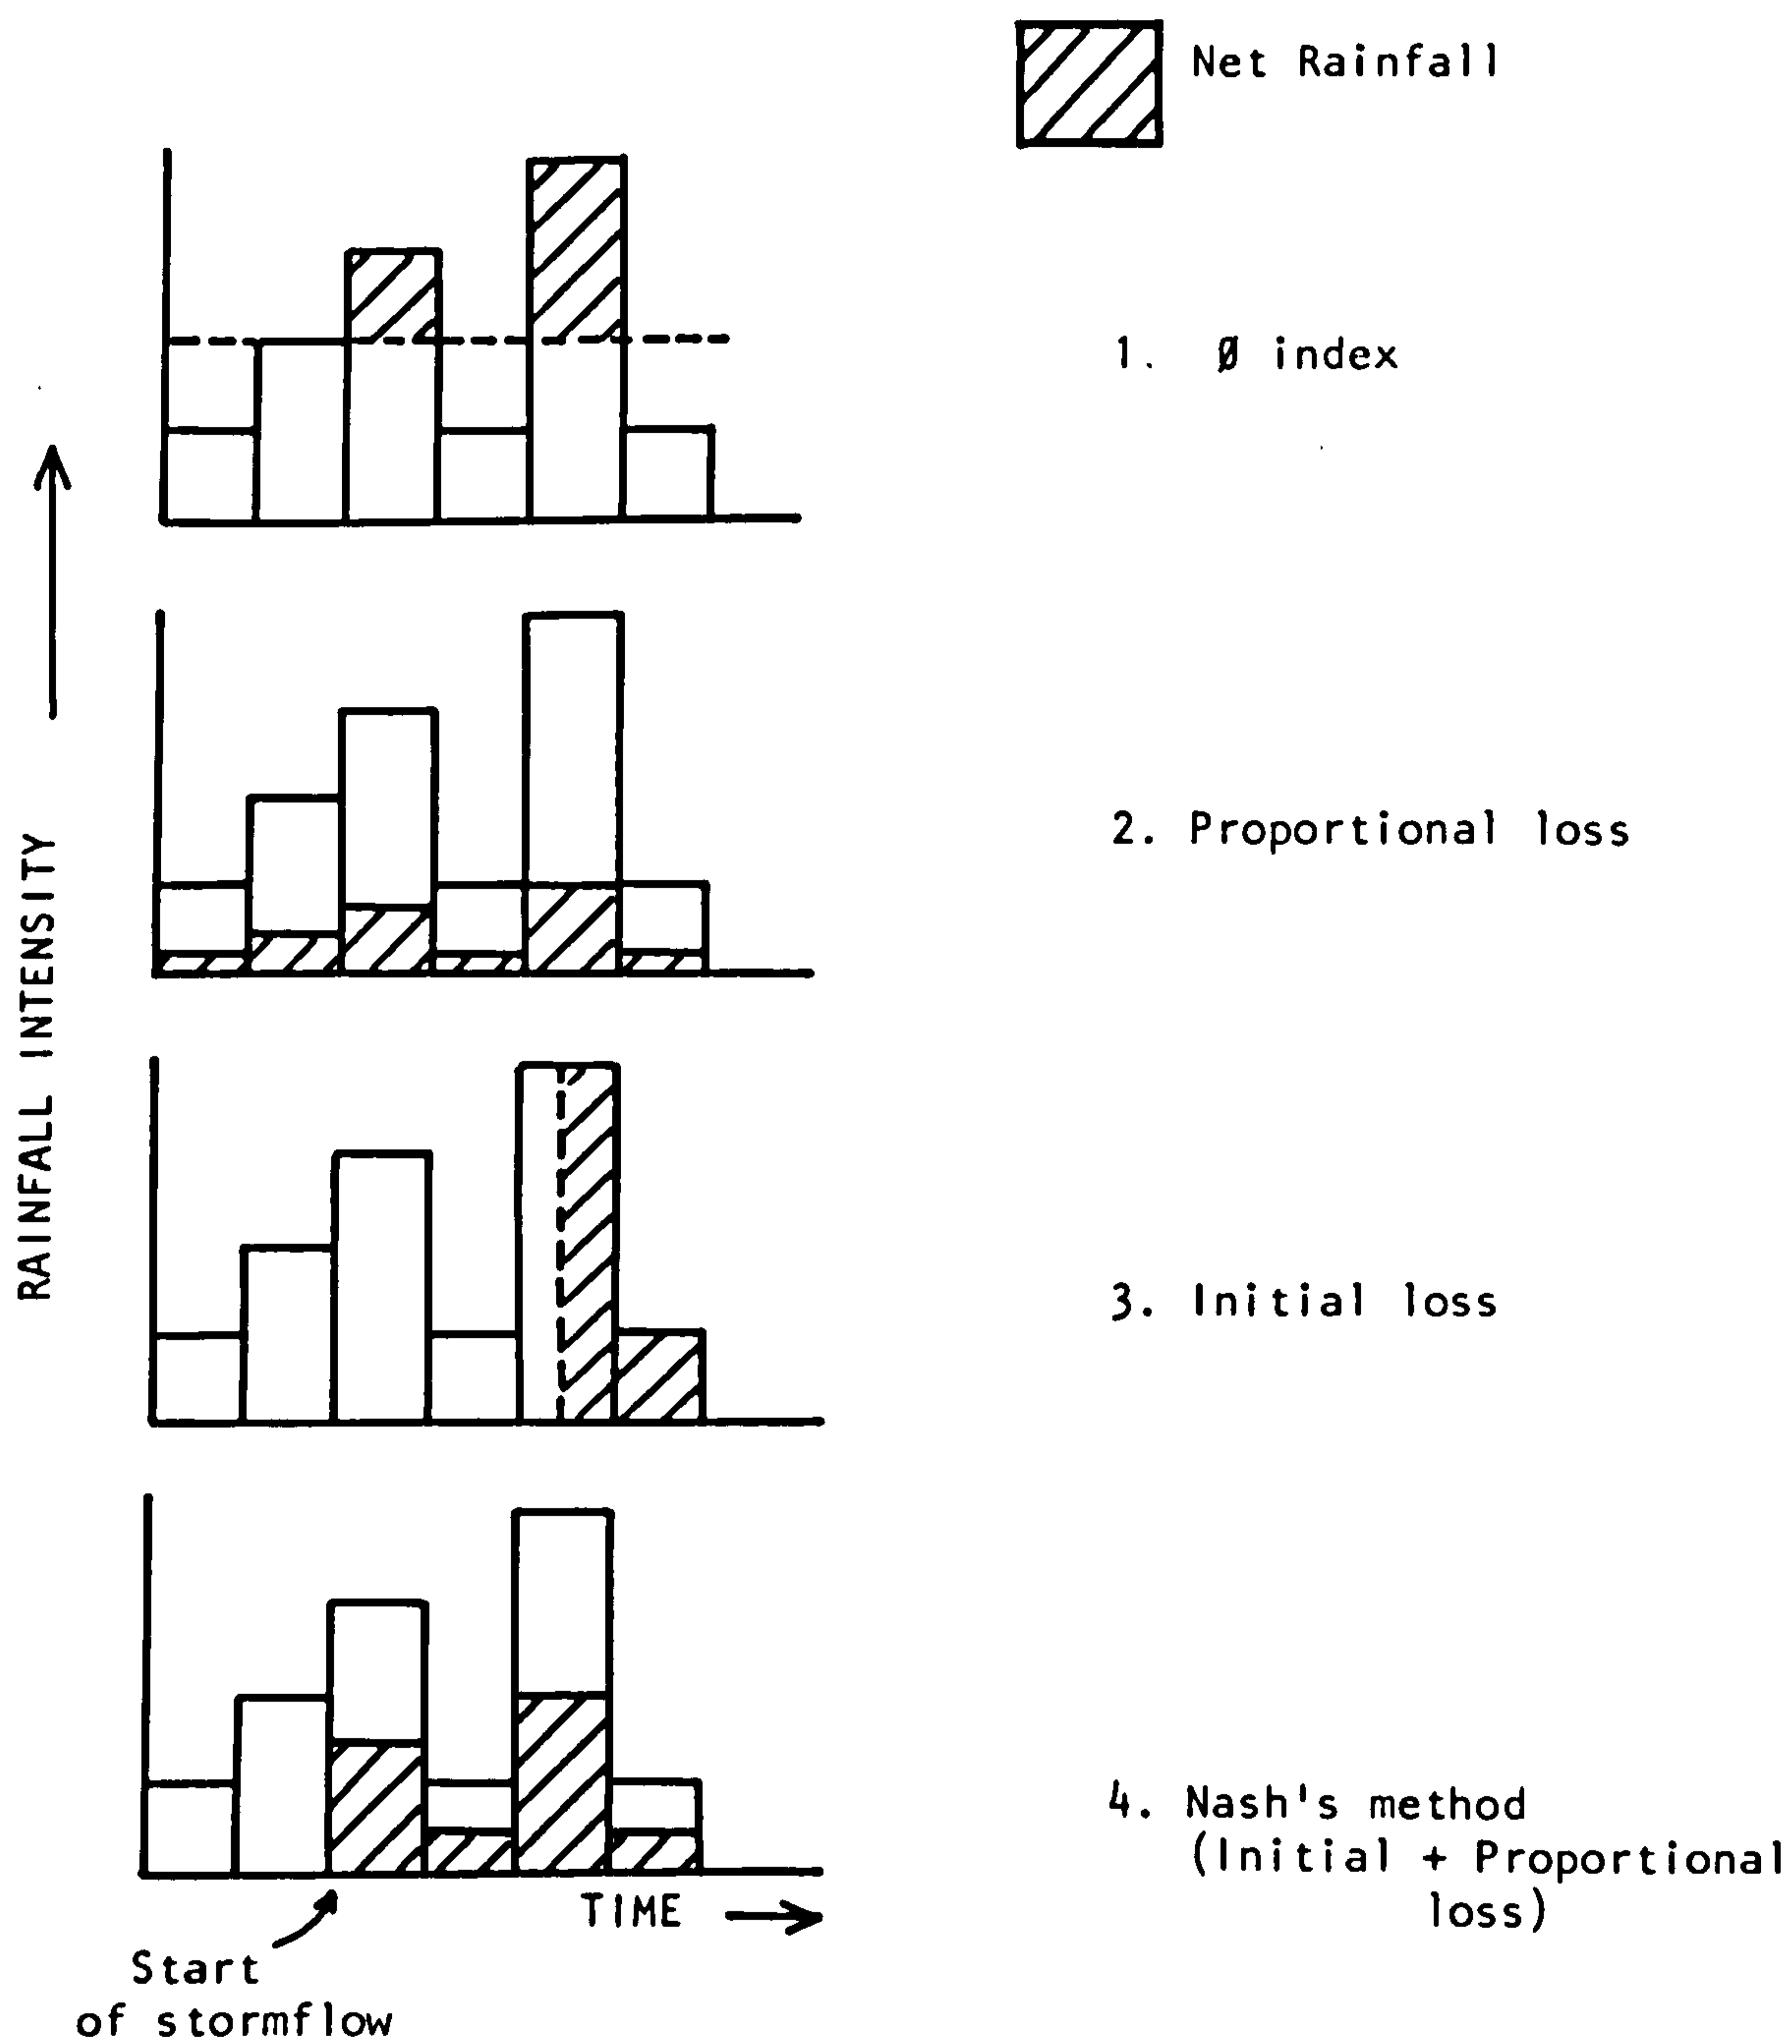 Net Rainfall
1. Ø index
2. Proportional loss
RAINFALL INTENSITY
3. Initial loss
4. Nash's method
(Initial + Proportional
loss)
TIME
Start
of stormflow